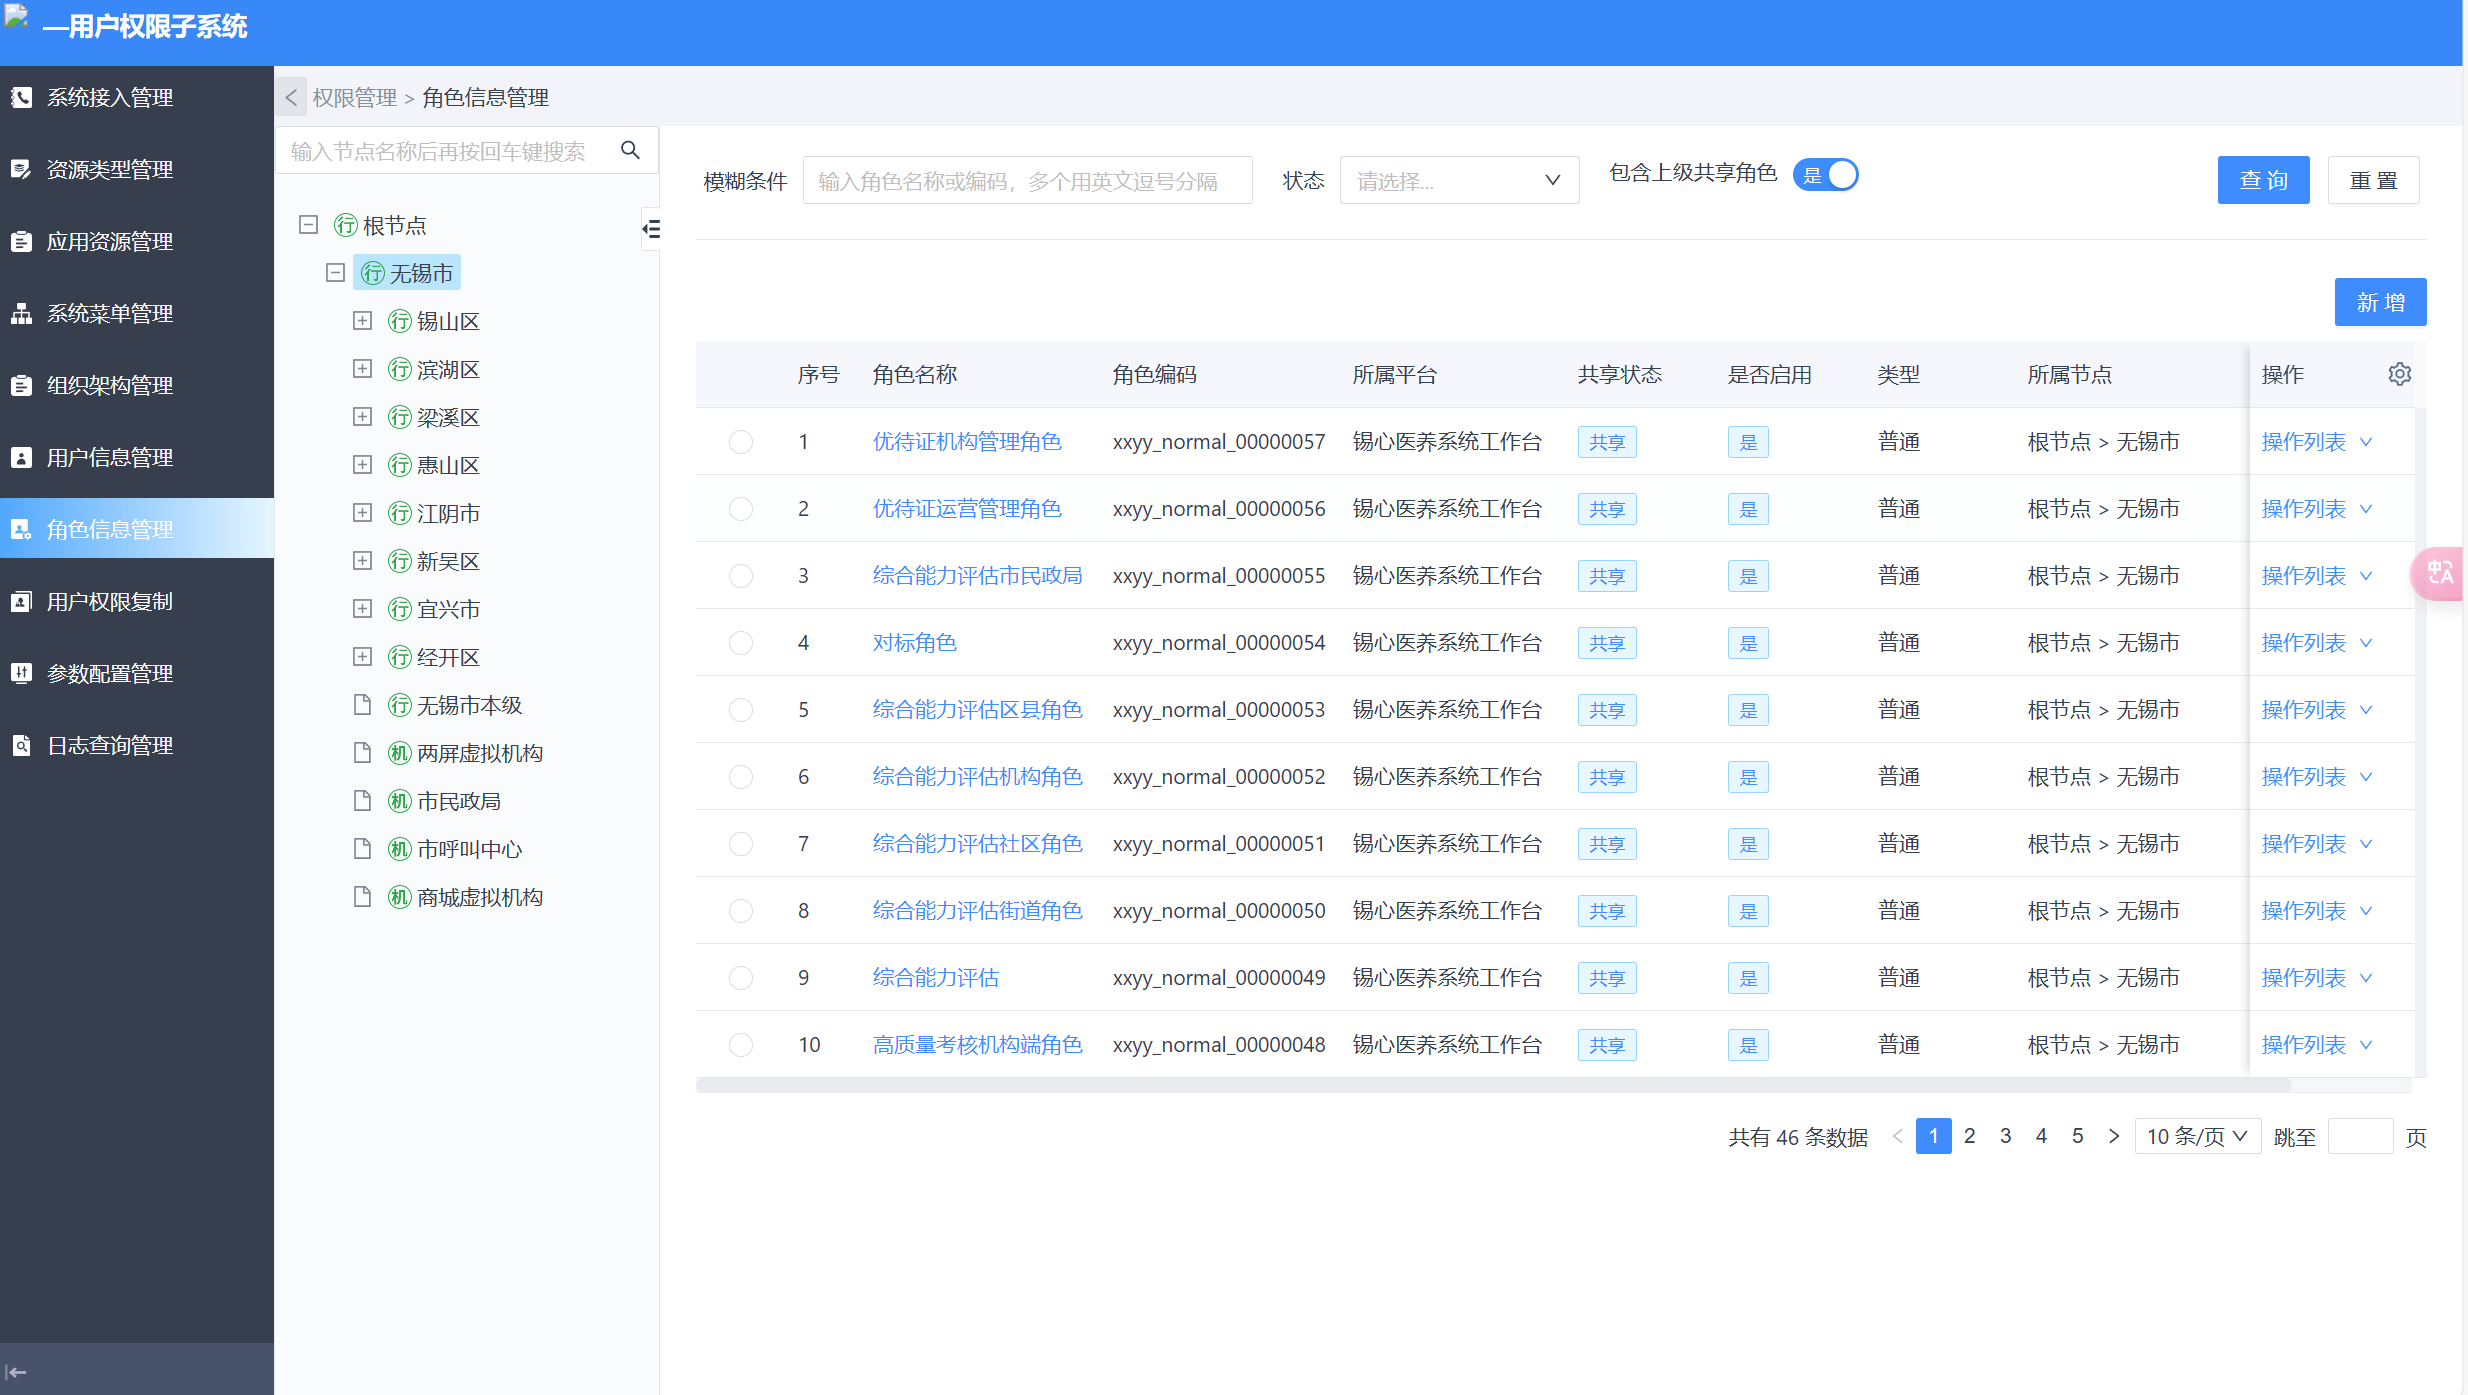 —用户权限子系统
系统接入管理
资源类型管理
应用资源管理
系统菜单管理
组织架构管理
用户信息管理
角色信息管理
用户权限复制
参数配置管理
日志查询管理
权限管理 > 角色信息管理
输入节点名称后再按回车键搜索
行 根节点
行 无锡市
行 锡山区
行 滨湖区
行 梁溪区
行 惠山区
行 江阴市
行 新吴区
行 宜兴市
行 经开区
行 无锡市本级
机 两屏虚拟机构
机 市民政局
机 市呼叫中心
机 商城虚拟机构
模糊条件 输入角色名称或编码，多个用英文逗号分隔 状态 请选择... 包含上级共享角色 是 查 询 重 置
新 增
序号 角色名称 角色编码 所属平台 共享状态 是否启用 类型 所属节点 操作
1 优待证机构管理角色 xxyy_normal_00000057 锡心医养系统工作台 共享 是 普通 根节点 > 无锡市 操作列表
2 优待证运营管理角色 xxyy_normal_00000056 锡心医养系统工作台 共享 是 普通 根节点 > 无锡市 操作列表
3 综合能力评估市民政局 xxyy_normal_00000055 锡心医养系统工作台 共享 是 普通 根节点 > 无锡市 操作列表
4 对标角色 xxyy_normal_00000054 锡心医养系统工作台 共享 是 普通 根节点 > 无锡市 操作列表
5 综合能力评估区县角色 xxyy_normal_00000053 锡心医养系统工作台 共享 是 普通 根节点 > 无锡市 操作列表
6 综合能力评估机构角色 xxyy_normal_00000052 锡心医养系统工作台 共享 是 普通 根节点 > 无锡市 操作列表
7 综合能力评估社区角色 xxyy_normal_00000051 锡心医养系统工作台 共享 是 普通 根节点 > 无锡市 操作列表
8 综合能力评估街道角色 xxyy_normal_00000050 锡心医养系统工作台 共享 是 普通 根节点 > 无锡市 操作列表
9 综合能力评估 xxyy_normal_00000049 锡心医养系统工作台 共享 是 普通 根节点 > 无锡市 操作列表
10 高质量考核机构端角色 xxyy_normal_00000048 锡心医养系统工作台 共享 是 普通 根节点 > 无锡市 操作列表
中A
共有 46 条数据 < 1 2 3 4 5 > 10 条/页 跳至 页